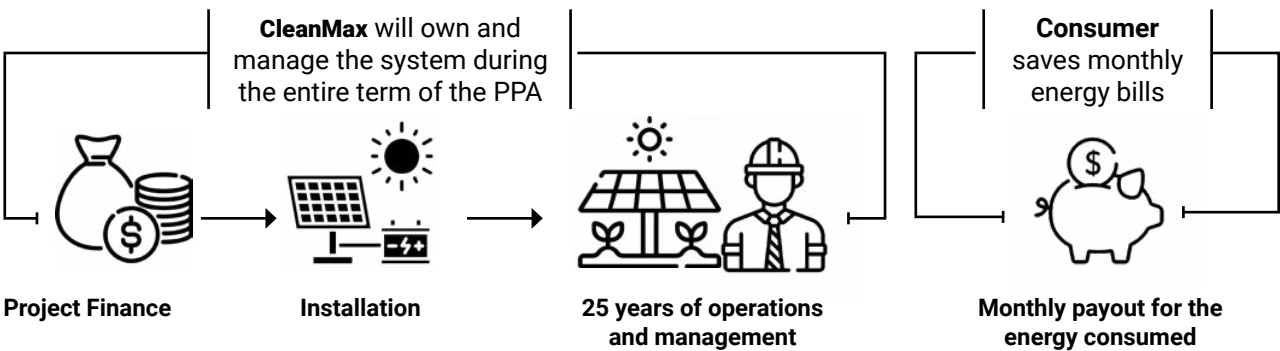 CleanMax will own and
manage the system during
the entire term of the PPA
Consumer
saves monthly
energy bills
$
$
Project Finance
Installation
25 years of operations
and management
Monthly payout for the
energy consumed